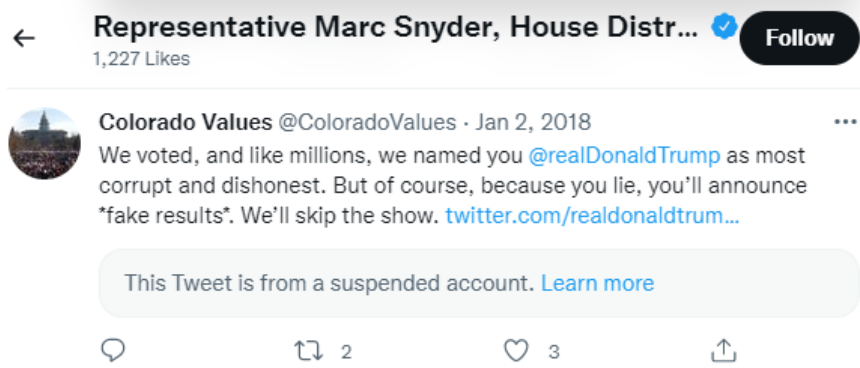 Representative Marc Snyder, House Distr...
Follow
1,227 Likes
Colorado Values @ColoradoValues · Jan 2, 2018
We voted, and like millions, we named you @realDonaldTrump as most
corrupt and dishonest. But of course, because you lie, you’ll announce
*fake results*. We’ll skip the show. twitter.com/realdonaldtrum...
This Tweet is from a suspended account. Learn more
2
3